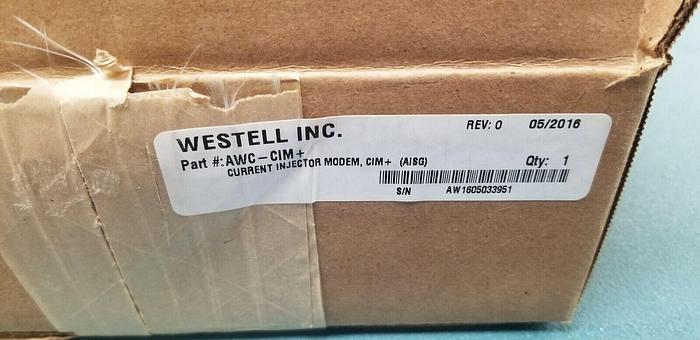 WESTELL INC.
REV: 0 05/2016
Part #: AWC-CIM+
CURRENT INJECTOR MODEM, CIM+ (AISG)
Qty: 1
S/N AW1605033951